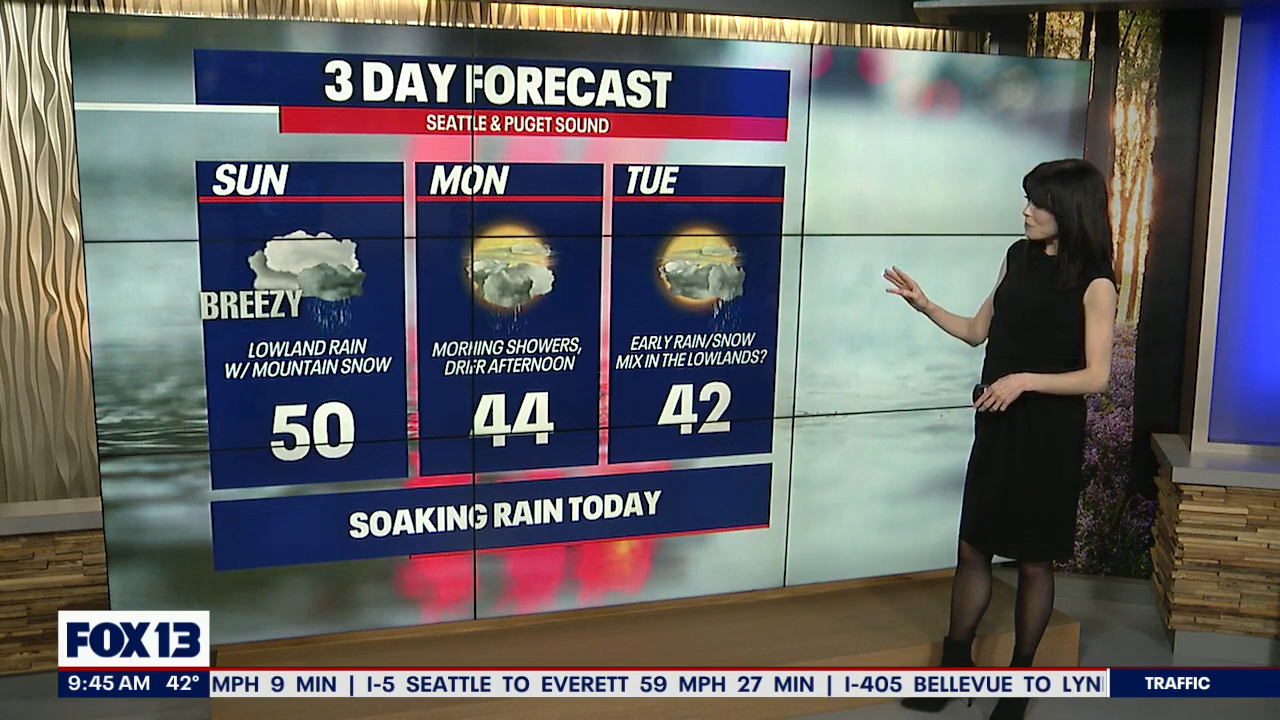 3 DAY FORECAST
SEATTLE & PUGET SOUND
SUN
BREEZY
LOWLAND RAIN
W/ MOUNTAIN SNOW
50
MON
MORNING SHOWERS,
DRIER AFTERNOON
44
TUE
EARLY RAIN/SNOW
MIX IN THE LOWLANDS?
42
SOAKING RAIN TODAY
FOX 13
9:45 AM 42° MPH 9 MIN | I-5 SEATTLE TO EVERETT 59 MPH 27 MIN | I-405 BELLEVUE TO LYN TRAFFIC